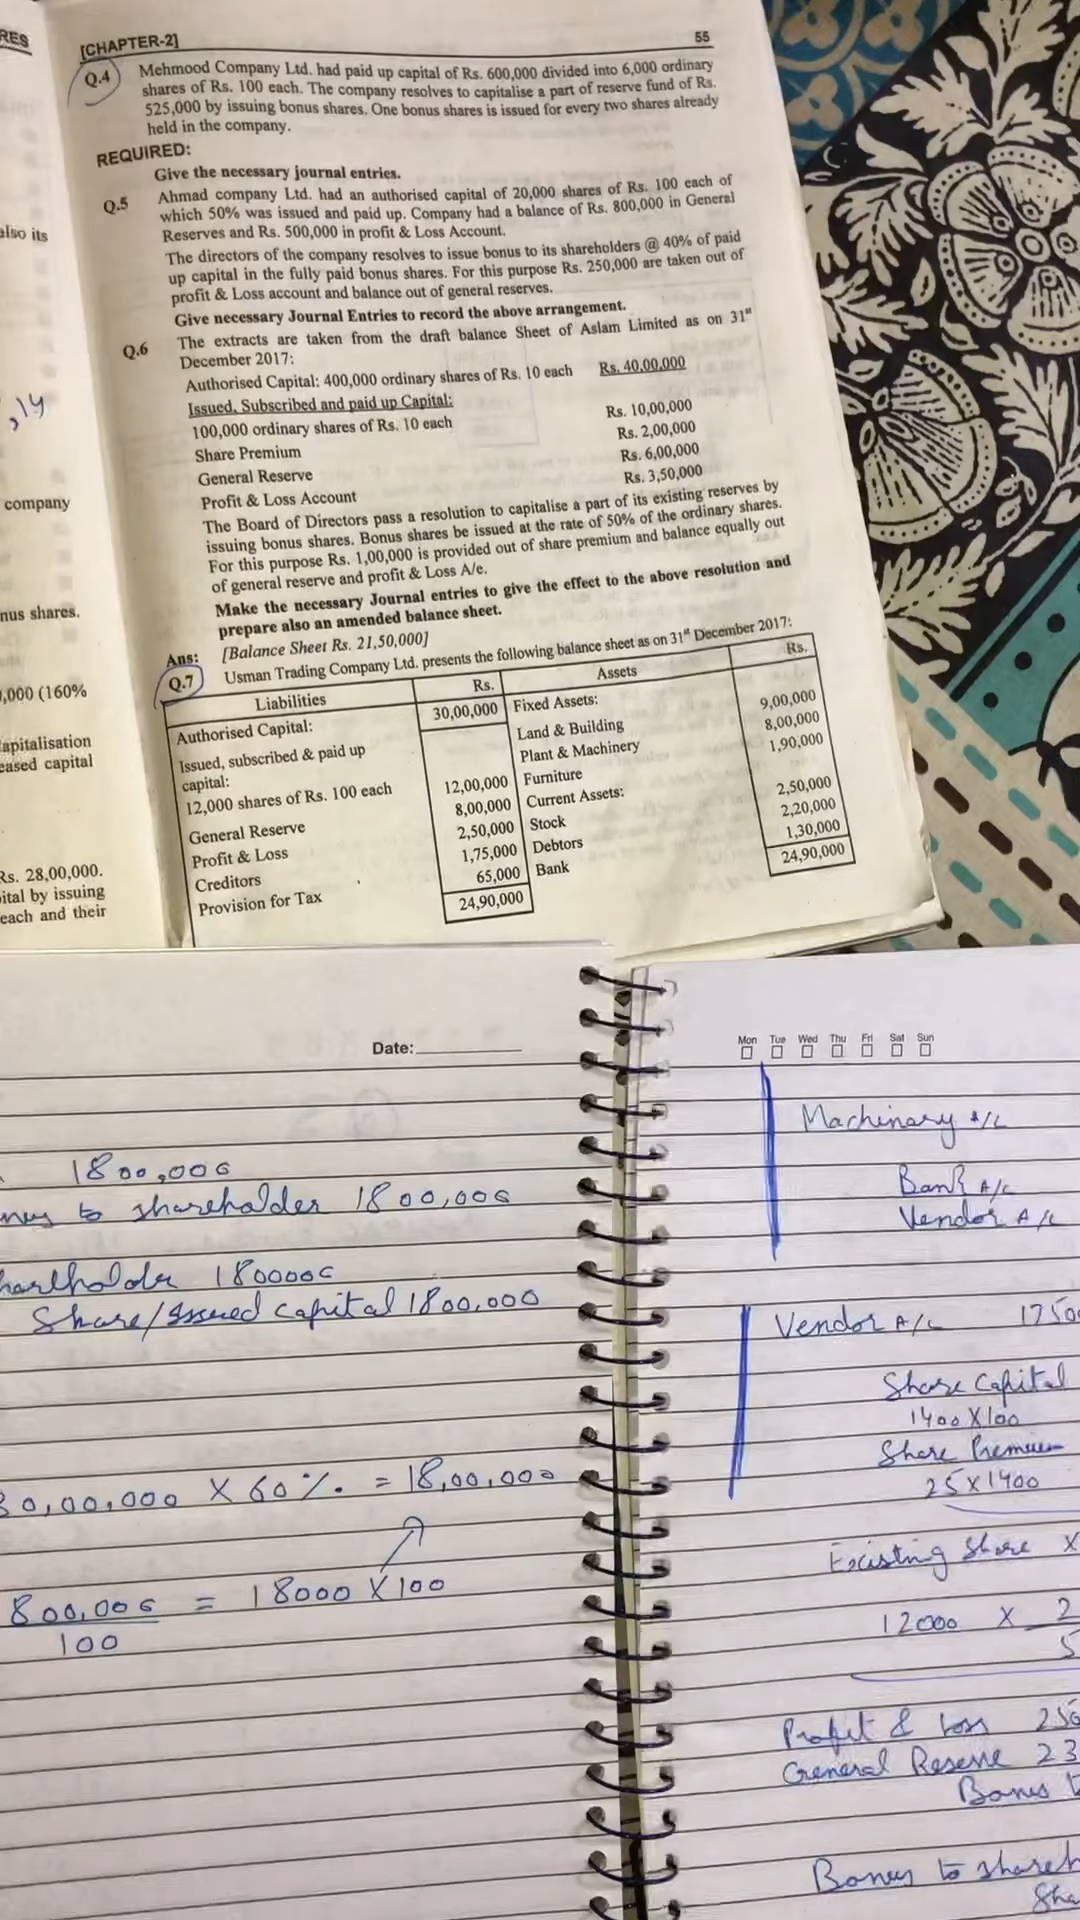 RES
also its
,14
company
nus shares.
,000 (160%
apitalisation
eased capital
Rs. 28,00,000.
ital by issuing
each and their
[CHAPTER-2]
55
Q.4 Mehmood Company Ltd. had paid up capital of Rs. 600,000 divided into 6,000 ordinary
shares of Rs. 100 each. The company resolves to capitalise a part of reserve fund of Rs.
525,000 by issuing bonus shares. One bonus shares is issued for every two shares already
held in the company.
REQUIRED:
Give the necessary journal entries.
Q.5 Ahmad company Ltd. had an authorised capital of 20,000 shares of Rs. 100 each of
which 50% was issued and paid up. Company had a balance of Rs. 800,000 in General
Reserves and Rs. 500,000 in profit & Loss Account.
The directors of the company resolves to issue bonus to its shareholders @ 40% of paid
up capital in the fully paid bonus shares. For this purpose Rs. 250,000 are taken out of
profit & Loss account and balance out of general reserves.
Give necessary Journal Entries to record the above arrangement.
Q.6 The extracts are taken from the draft balance Sheet of Aslam Limited as on 31st
December 2017:
Authorised Capital: 400,000 ordinary shares of Rs. 10 each Rs. 40,00,000
Issued, Subscribed and paid up Capital:
100,000 ordinary shares of Rs. 10 each Rs. 10,00,000
Share Premium Rs. 2,00,000
General Reserve Rs. 6,00,000
Profit & Loss Account Rs. 3,50,000
The Board of Directors pass a resolution to capitalise a part of its existing reserves by
issuing bonus shares. Bonus shares be issued at the rate of 50% of the ordinary shares.
For this purpose Rs. 1,00,000 is provided out of share premium and balance equally out
of general reserve and profit & Loss A/e.
Make the necessary Journal entries to give the effect to the above resolution and
prepare also an amended balance sheet.
Ans: [Balance Sheet Rs. 21,50,000]
Q.7 Usman Trading Company Ltd. presents the following balance sheet as on 31st December 2017:
Liabilities Rs. Assets Rs.
Authorised Capital: 30,00,000 Fixed Assets:
Issued, subscribed & paid up Land & Building 9,00,000
capital: Plant & Machinery 8,00,000
12,000 shares of Rs. 100 each 12,00,000 Furniture 1,90,000
General Reserve 8,00,000 Current Assets:
Profit & Loss 2,50,000 Stock 2,50,000
Creditors 1,75,000 Debtors 2,20,000
Provision for Tax 65,000 Bank 1,30,000
24,90,000 24,90,000
Date:
1800,000
nus to shareholder 1800,000
hareholder 1800000
Share/Issued capital 1800,000
30,00,000 X 60% = 18,00,000
800,000 = 18000 X 100
100
Mon Tue Wed Thu Fri Sat Sun
Machinary A/c
Bank A/c
Vendor A/c
Vendor A/c 1750
Share Capital
1400 X 100
Share Premium
25 X 1400
Existing Share X
12000 X 2
5
Profit & Loss 250
General Reserve 23
Bonus t
Bonus to shareh
Sha